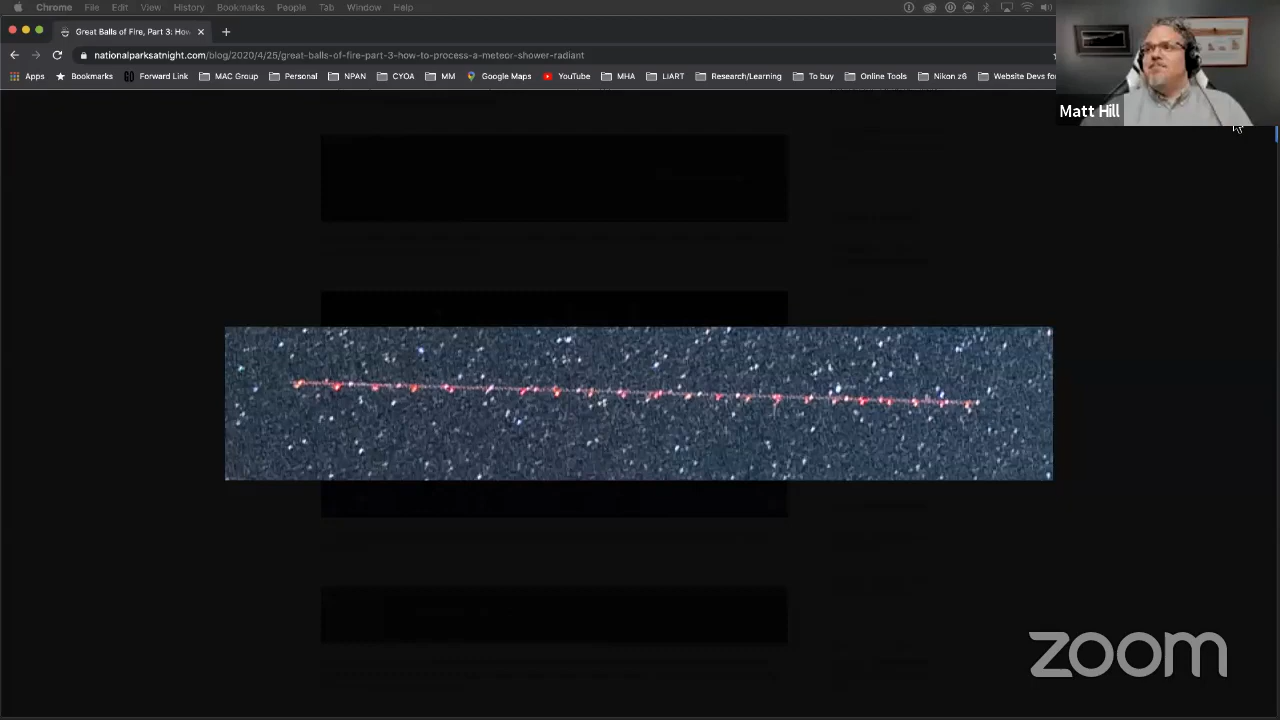 Chrome File Edit View History Bookmarks People Tab Window Help
Great Balls of Fire, Part 3: How
nationalparksatnight.com/blog/2020/4/25/great-balls-of-fire-part-3-how-to-process-a-meteor-shower-radiant
Apps Bookmarks Forward Link MAC Group Personal NPAN CYOA MM Google Maps YouTube MHA LIART Research/Learning To buy Online Tools Nikon z6 Website Devs for
Matt Hill
zoom